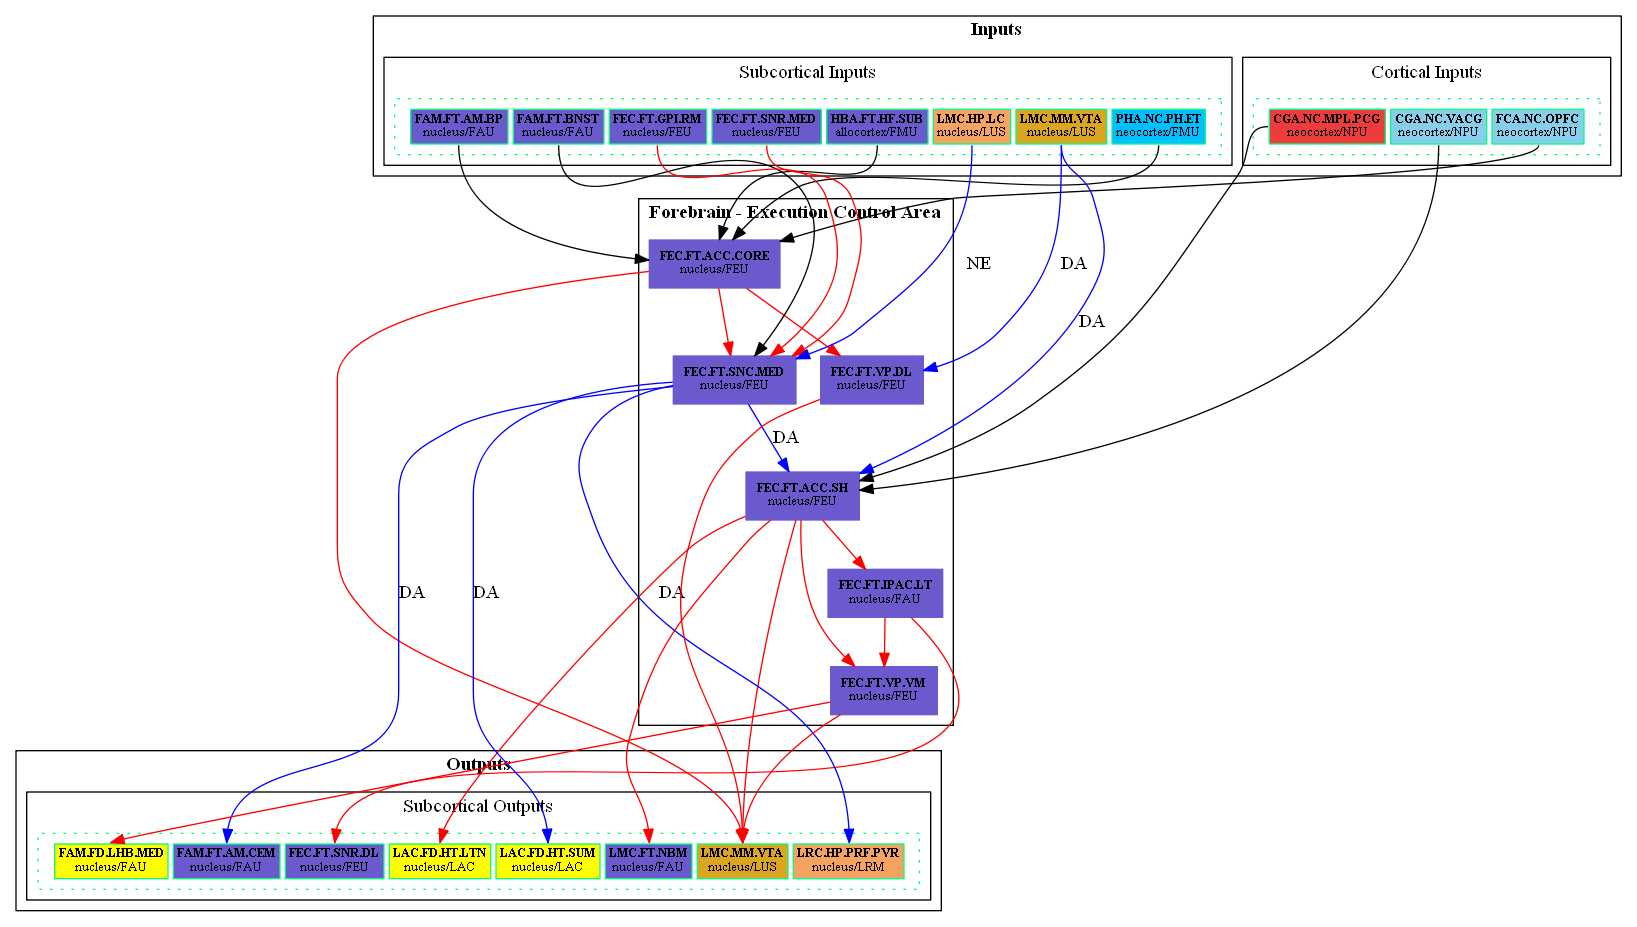 Inputs
Subcortical Inputs
Cortical Inputs
FAM.FT.AM.BP
nucleus/FAU
FAM.FT.BNST
nucleus/FAU
FEC.FT.GPI.RM
nucleus/FEU
FEC.FT.SNR.MED
nucleus/FEU
HBA.FT.HF.SUB
allocortex/FMU
LMC.HP.LC
nucleus/LUS
LMC.MM.VTA
nucleus/LUS
PHA.NC.PH.ET
neocortex/FMU
CGA.NC.MPL.PCG
neocortex/NPU
CGA.NC.VACG
neocortex/NPU
FCA.NC.OPFC
neocortex/NPU
Forebrain - Execution Control Area
FEC.FT.ACC.CORE
nucleus/FEU
NE
DA
DA
FEC.FT.SNC.MED
nucleus/FEU
FEC.FT.VP.DL
nucleus/FEU
DA
FEC.FT.ACC.SH
nucleus/FEU
DA
DA
DA
FEC.FT.IPAC.LT
nucleus/FAU
FEC.FT.VP.VM
nucleus/FEU
Outputs
Subcortical Outputs
FAM.FD.LHB.MED
nucleus/FAU
FAM.FT.AM.CEM
nucleus/FAU
FEC.FT.SNR.DL
nucleus/FEU
LAC.FD.HT.LTN
nucleus/LAC
LAC.FD.HT.SUM
nucleus/LAC
LMC.FT.NBM
nucleus/FAU
LMC.MM.VTA
nucleus/LUS
LRC.HP.PRF.PVR
nucleus/LRM